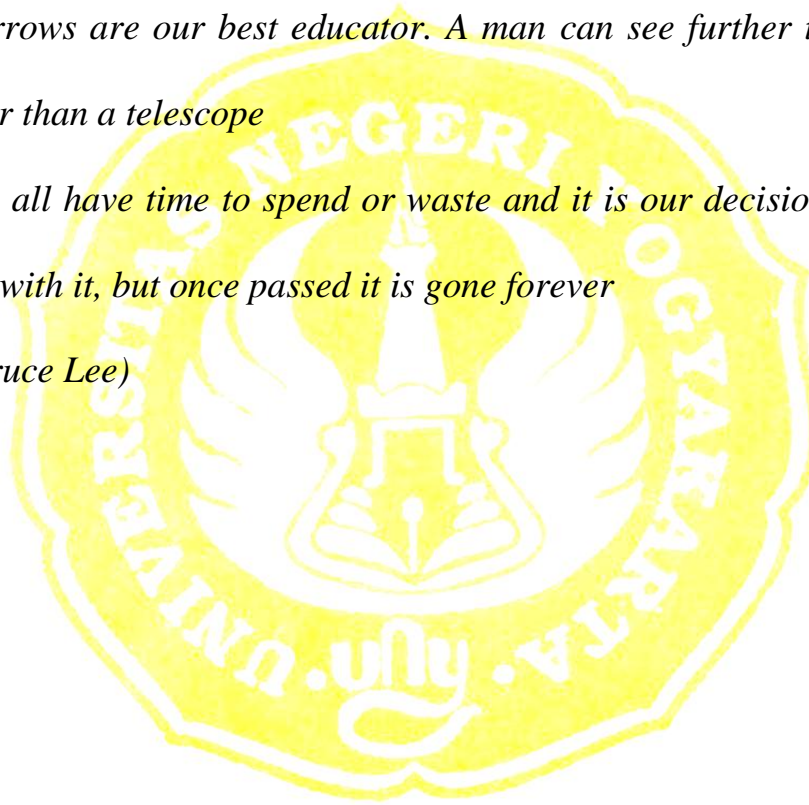 rrows are our best educator. A man can see further t
r than a telescope
all have time to spend or waste and it is our decisio
with it, but once passed it is gone forever
ruce Lee)
UNIVERSITAS NEGERI YOGYAKARTA
uny